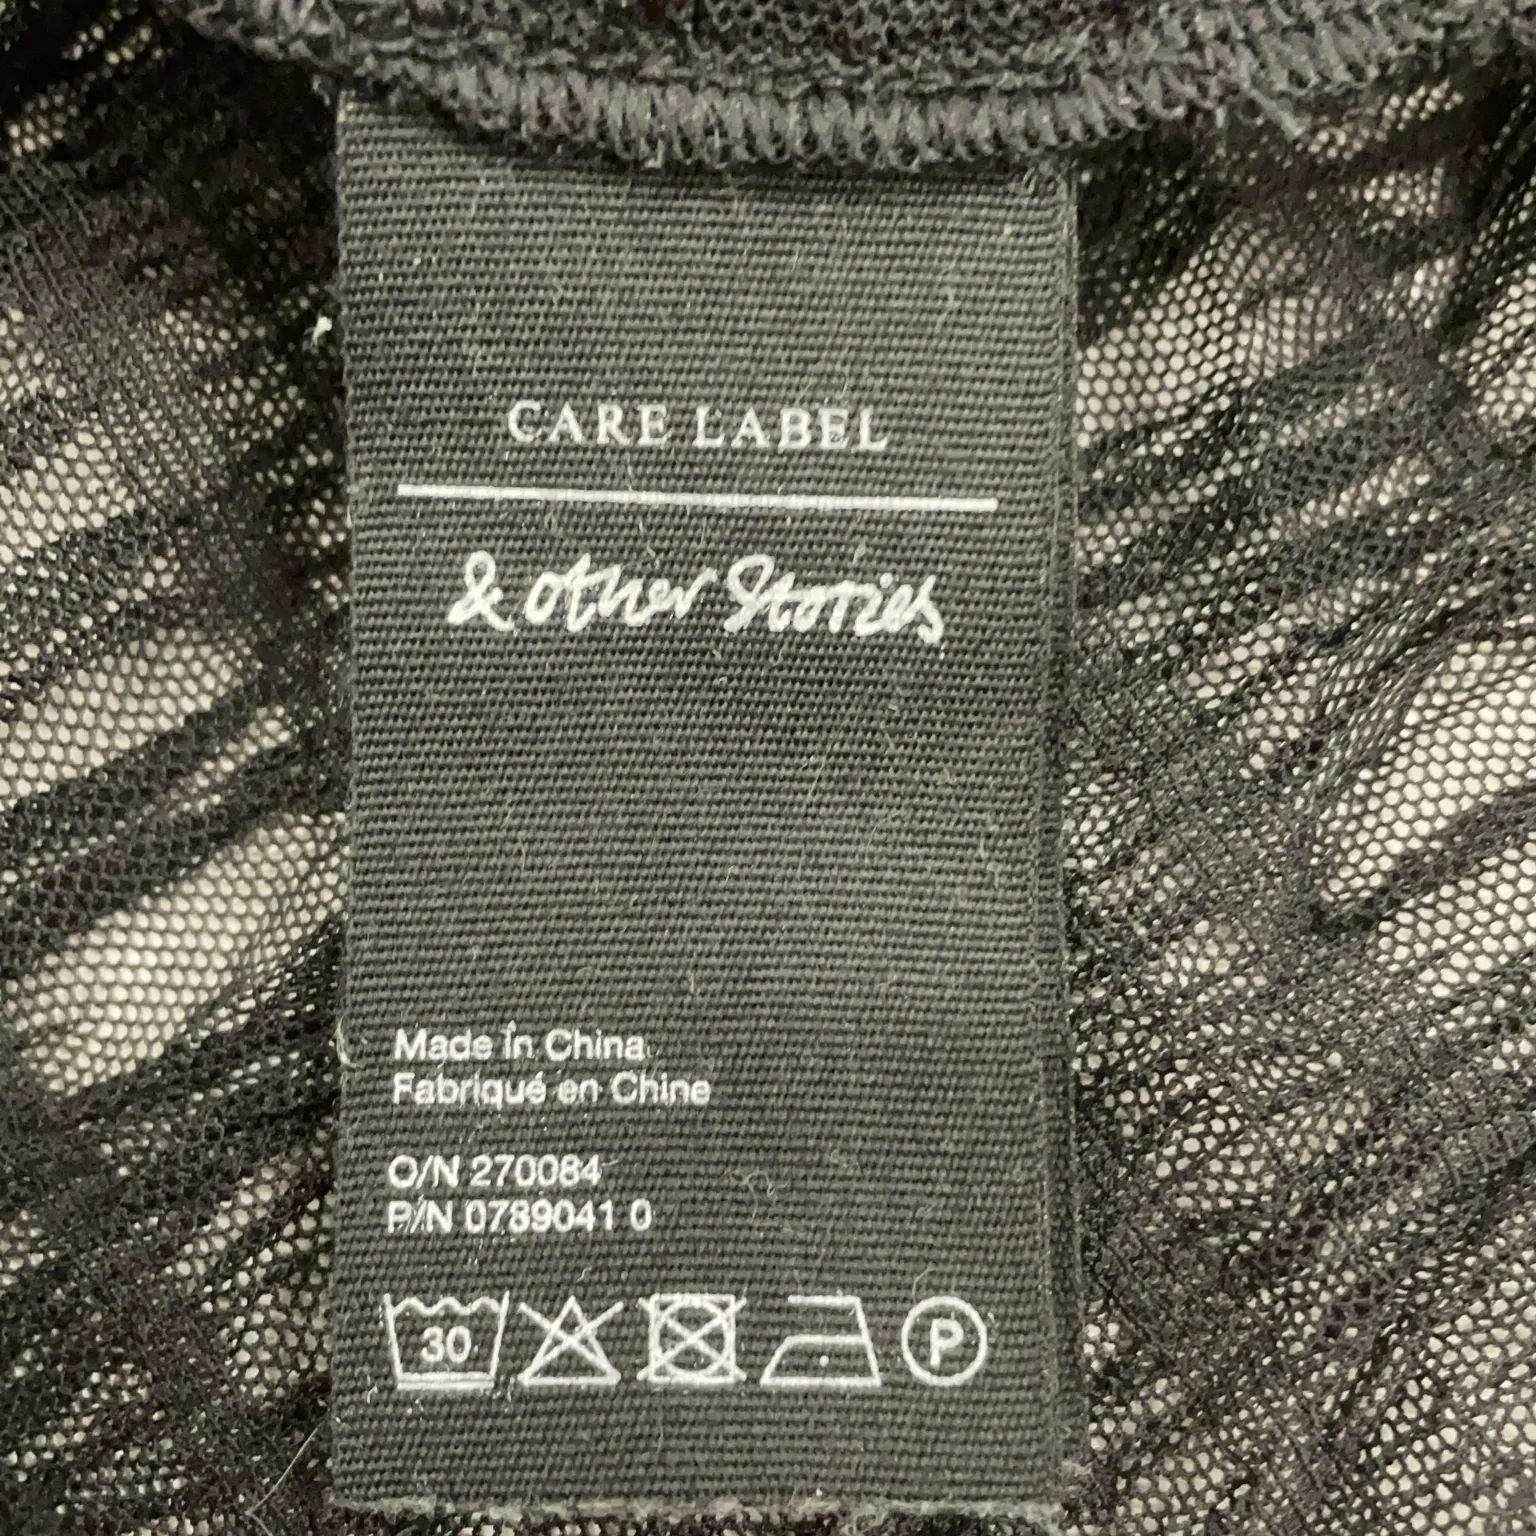 CARE LABEL
& other Stories
Made in China
Fabriqué en Chine
O/N 270084
P/N 0789041 0
30
P